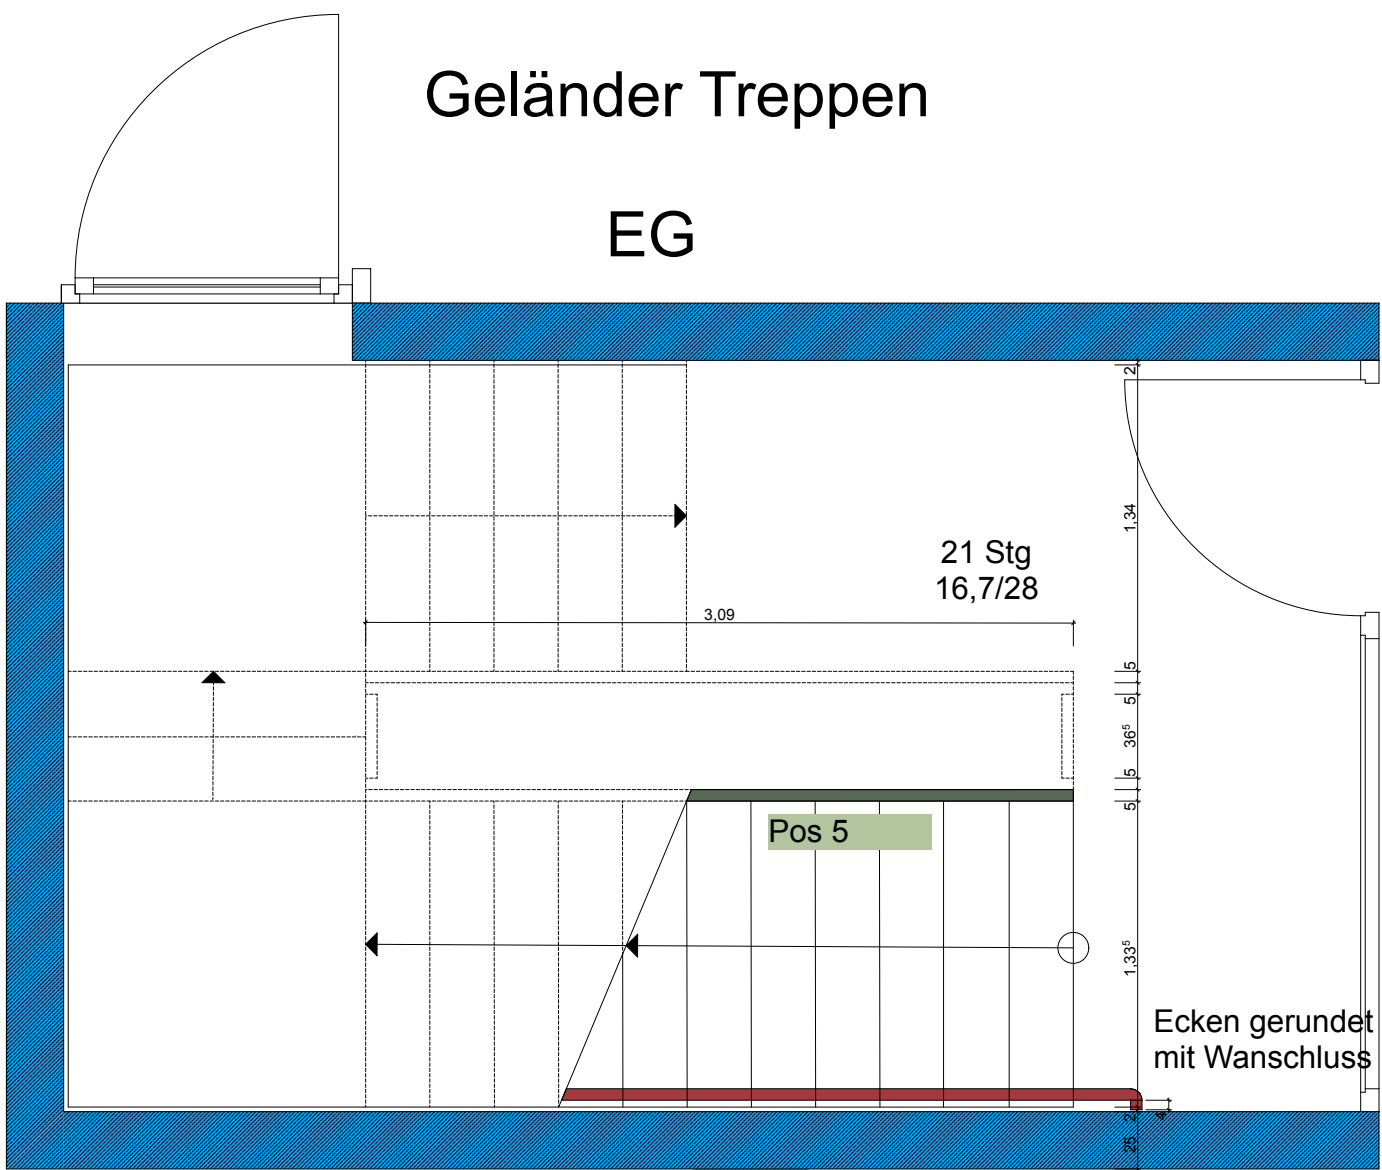 Geländer Treppen
EG
2
1,34
21 Stg
16,7/28
3,09
5
5
36⁵
5
5
Pos 5
1,33⁵
Ecken gerundet
mit Wanschluss
2
4
25